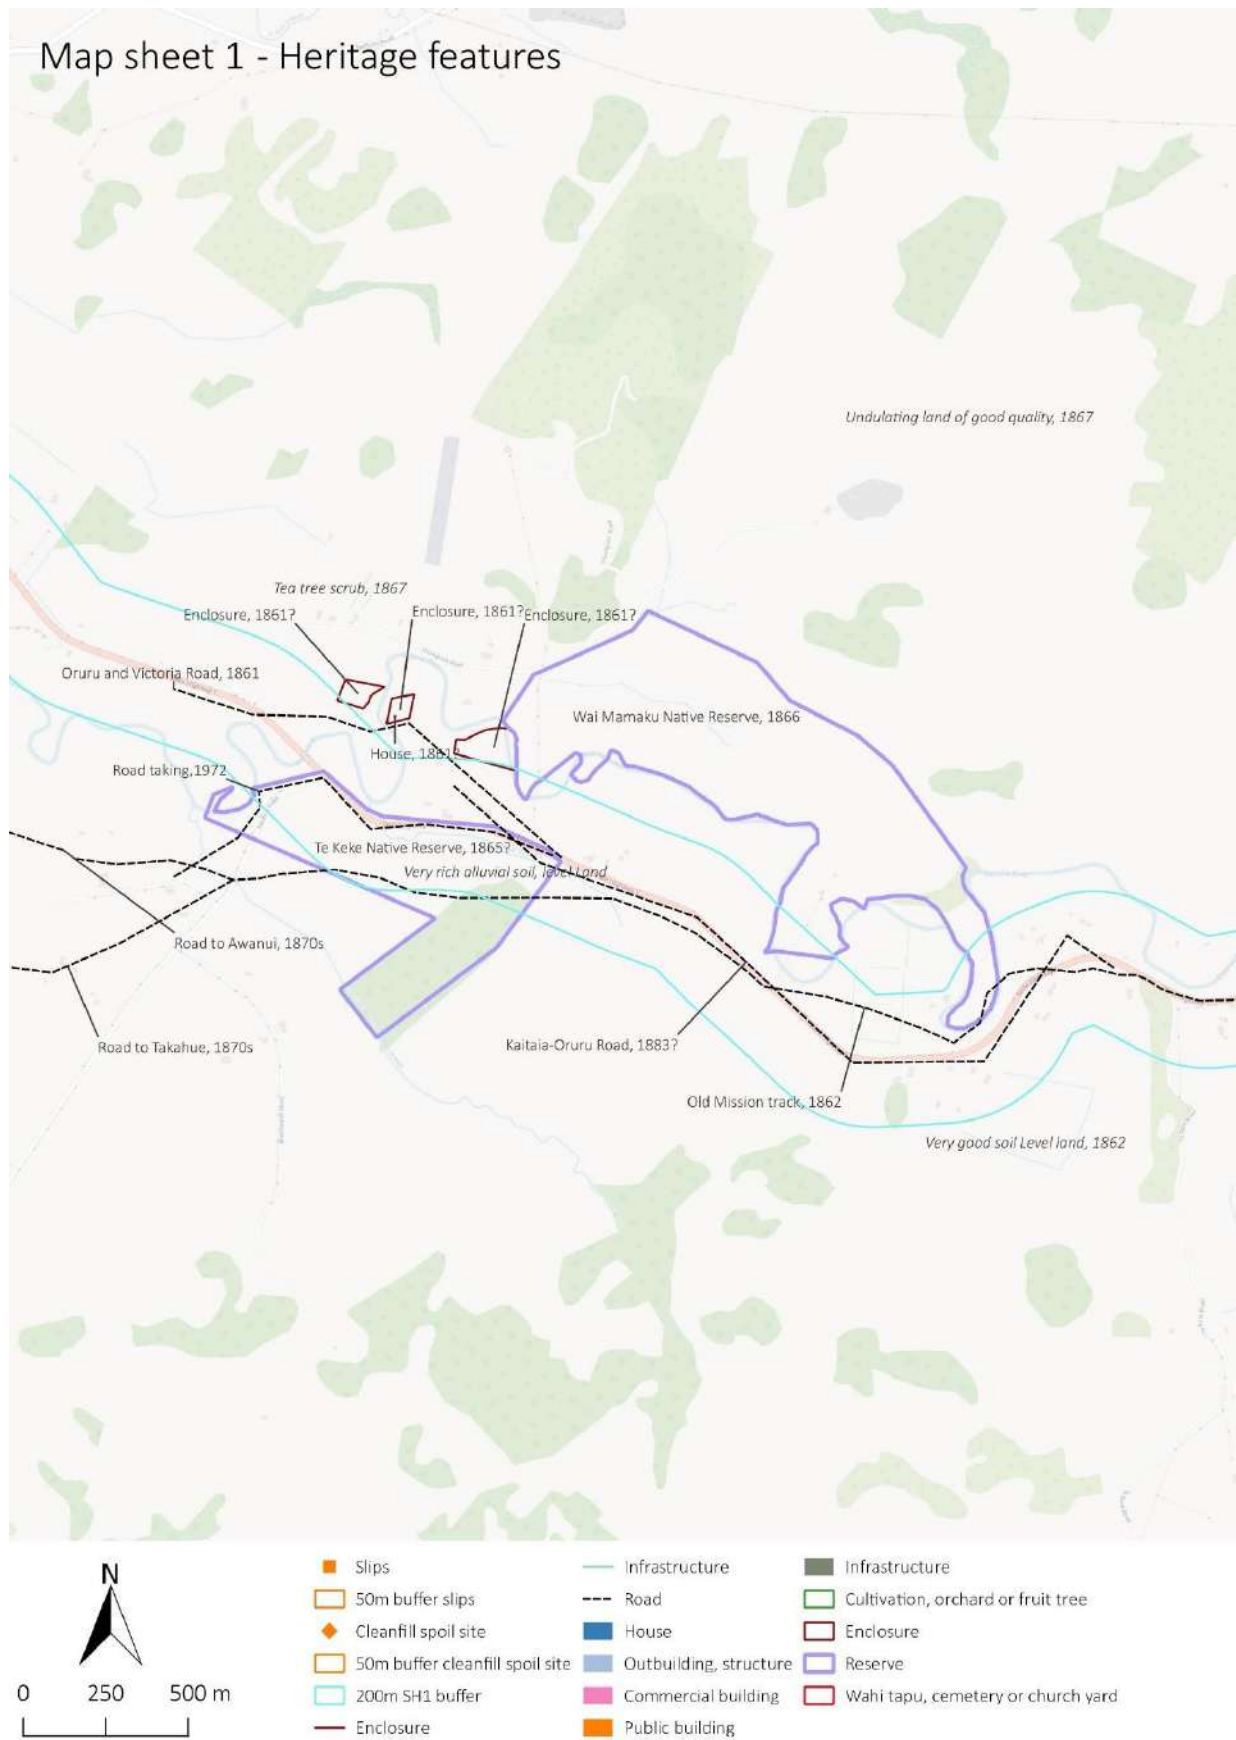 Map sheet 1 - Heritage features
Undulating land of good quality, 1867
Tea tree scrub, 1867
Enclosure, 1861?
Enclosure, 1861?
Enclosure, 1861?
Oruru and Victoria Road, 1861
Wai Mamaku Native Reserve, 1866
House, 1861?
Road taking,1972
Te Keke Native Reserve, 1865?
Very rich alluvial soil, level Land
Road to Awanui, 1870s
Road to Takahue, 1870s
Kaitaia-Oruru Road, 1883?
Old Mission track, 1862
Very good soil Level land, 1862
N
0 250 500 m
Slips
50m buffer slips
Cleanfill spoil site
50m buffer cleanfill spoil site
200m SH1 buffer
Enclosure
Infrastructure
Road
House
Outbuilding, structure
Commercial building
Public building
Infrastructure
Cultivation, orchard or fruit tree
Enclosure
Reserve
Wahi tapu, cemetery or church yard